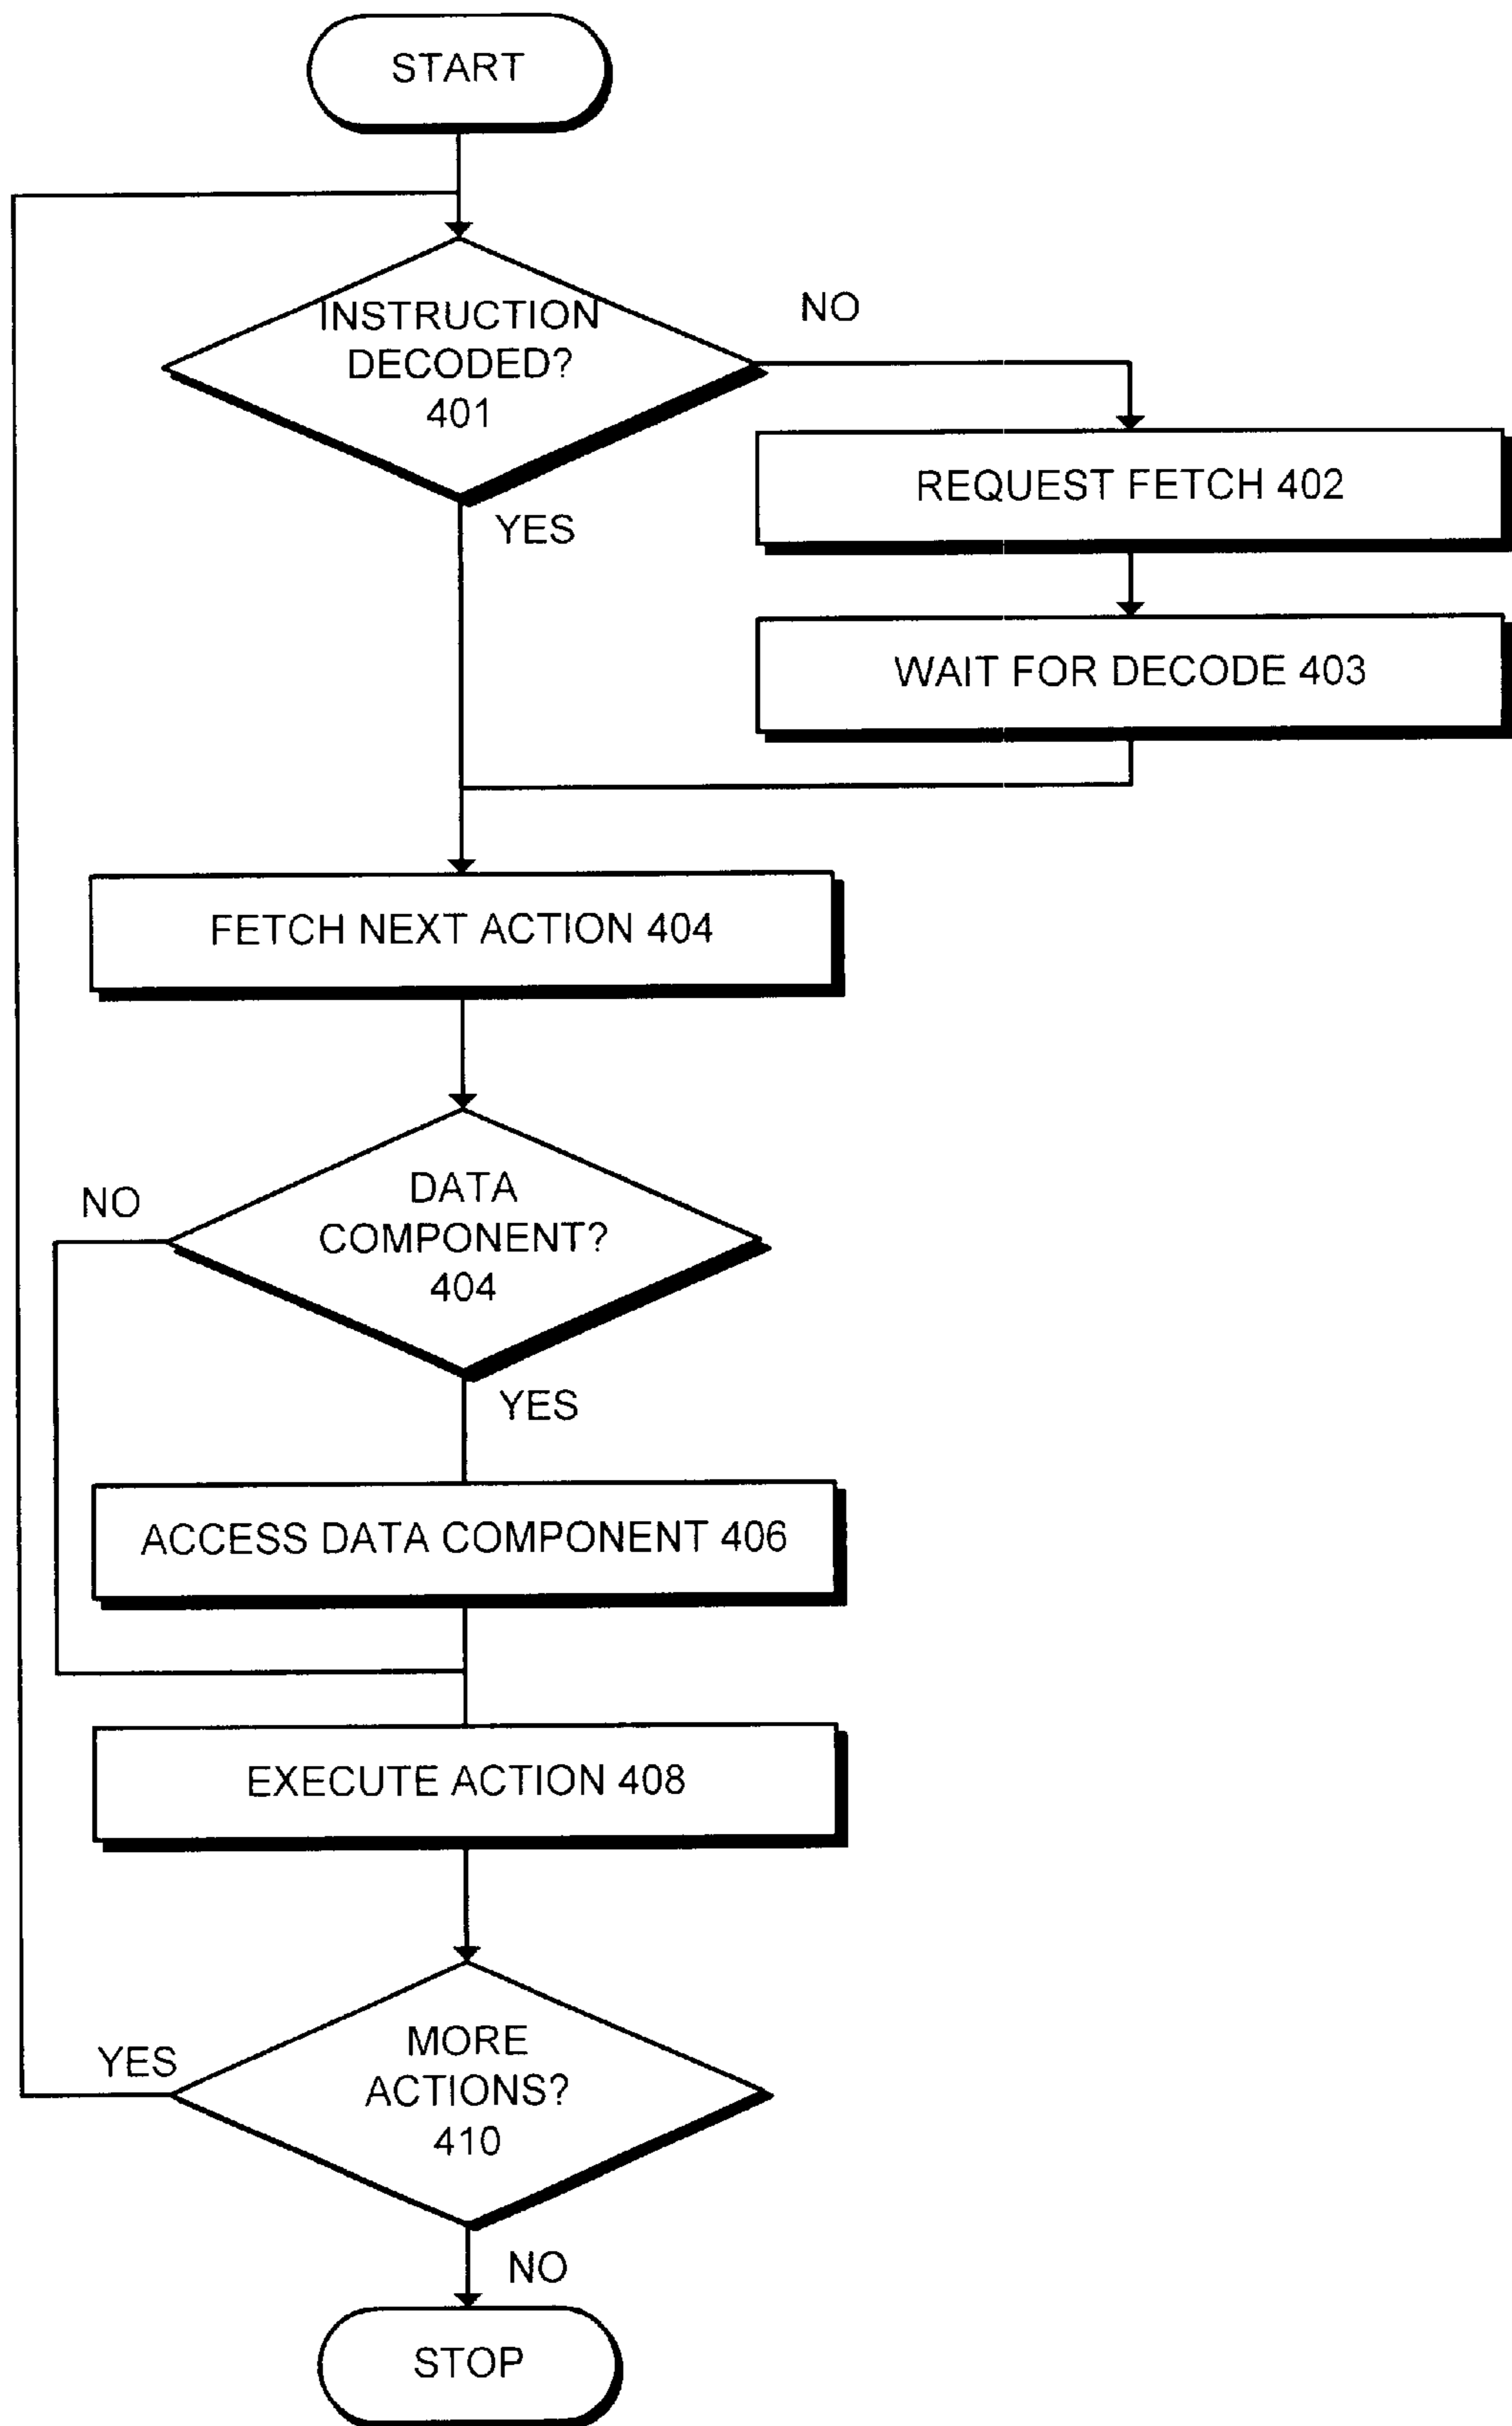 START
INSTRUCTION
DECODED?
401
NO
REQUEST FETCH 402
YES
WAIT FOR DECODE 403
FETCH NEXT ACTION 404
DATA
COMPONENT?
404
NO
YES
ACCESS DATA COMPONENT 406
EXECUTE ACTION 408
MORE
ACTIONS?
410
YES
NO
STOP